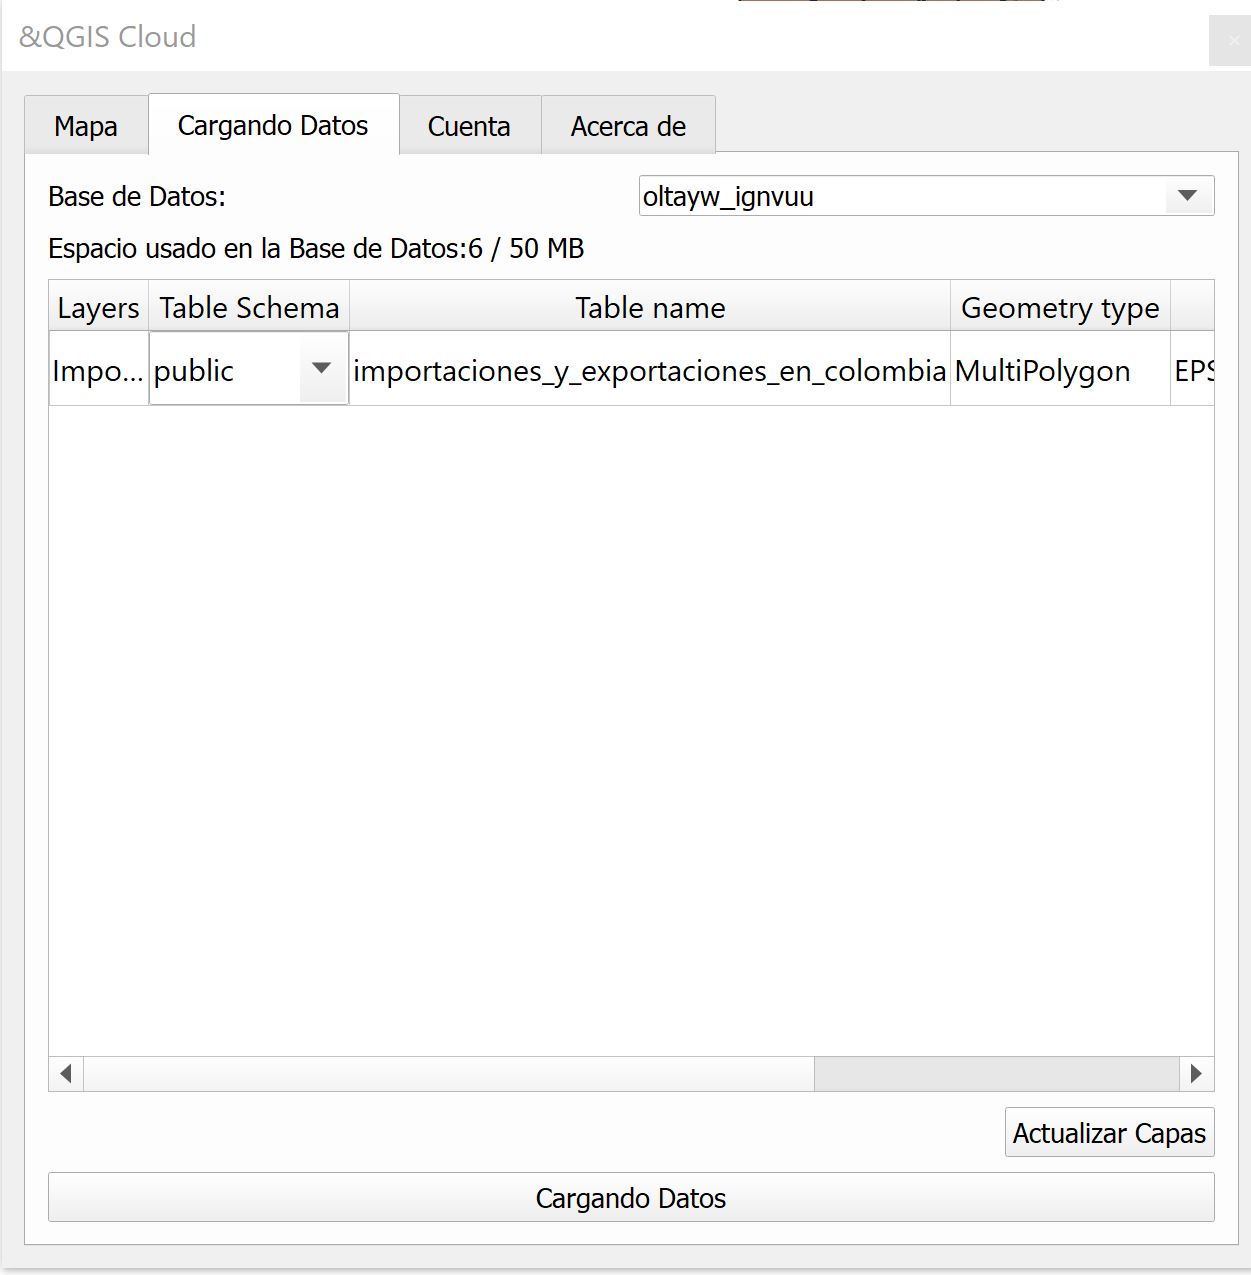 &QGIS Cloud
Mapa Cargando Datos Cuenta Acerca de
Base de Datos: oltayw_ignvuu
Espacio usado en la Base de Datos:6 / 50 MB
Layers Table Schema Table name Geometry type
Impo... public importaciones_y_exportaciones_en_colombia MultiPolygon EPS
Actualizar Capas
Cargando Datos